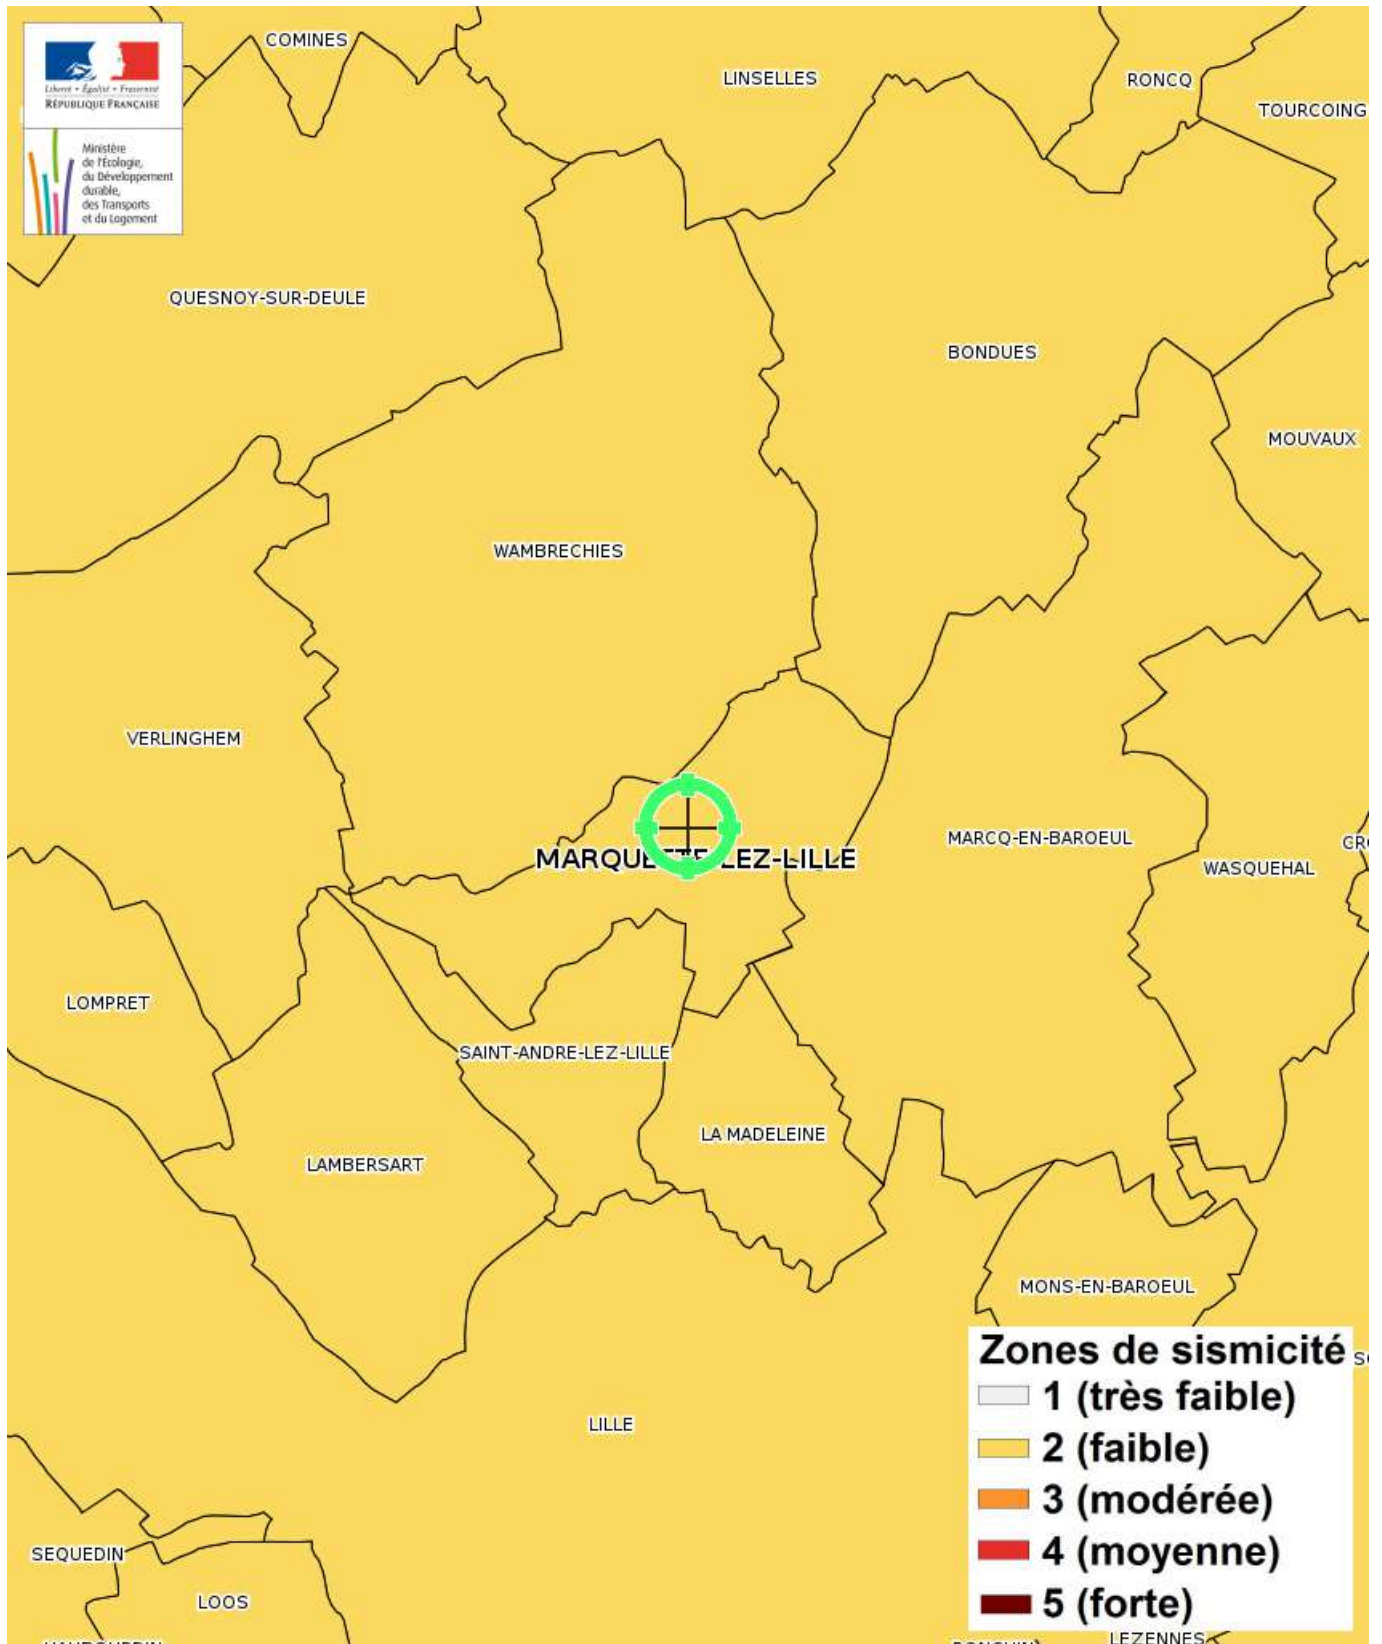 COMINES
LINSELLES
RONCQ
TOURCOING
Liberté • Égalité • Fraternité
RÉPUBLIQUE FRANÇAISE
Ministère
de l'Écologie,
du Développement
durable,
des Transports
et du Logement
QUESNOY-SUR-DEULE
BONDUES
MOUVAUX
WAMBRECHIES
VERLINGHEM
MARCQ-EN-BAROEUL
MARQUETTE-LEZ-LILLE
WASQUEHAL
LOMPRET
SAINT-ANDRE-LEZ-LILLE
LA MADELEINE
LAMBERSART
MONS-EN-BAROEUL
Zones de sismicité
1 (très faible)
2 (faible)
3 (modérée)
4 (moyenne)
5 (forte)
LILLE
SEQUEDIN
LOOS
LEZENNES